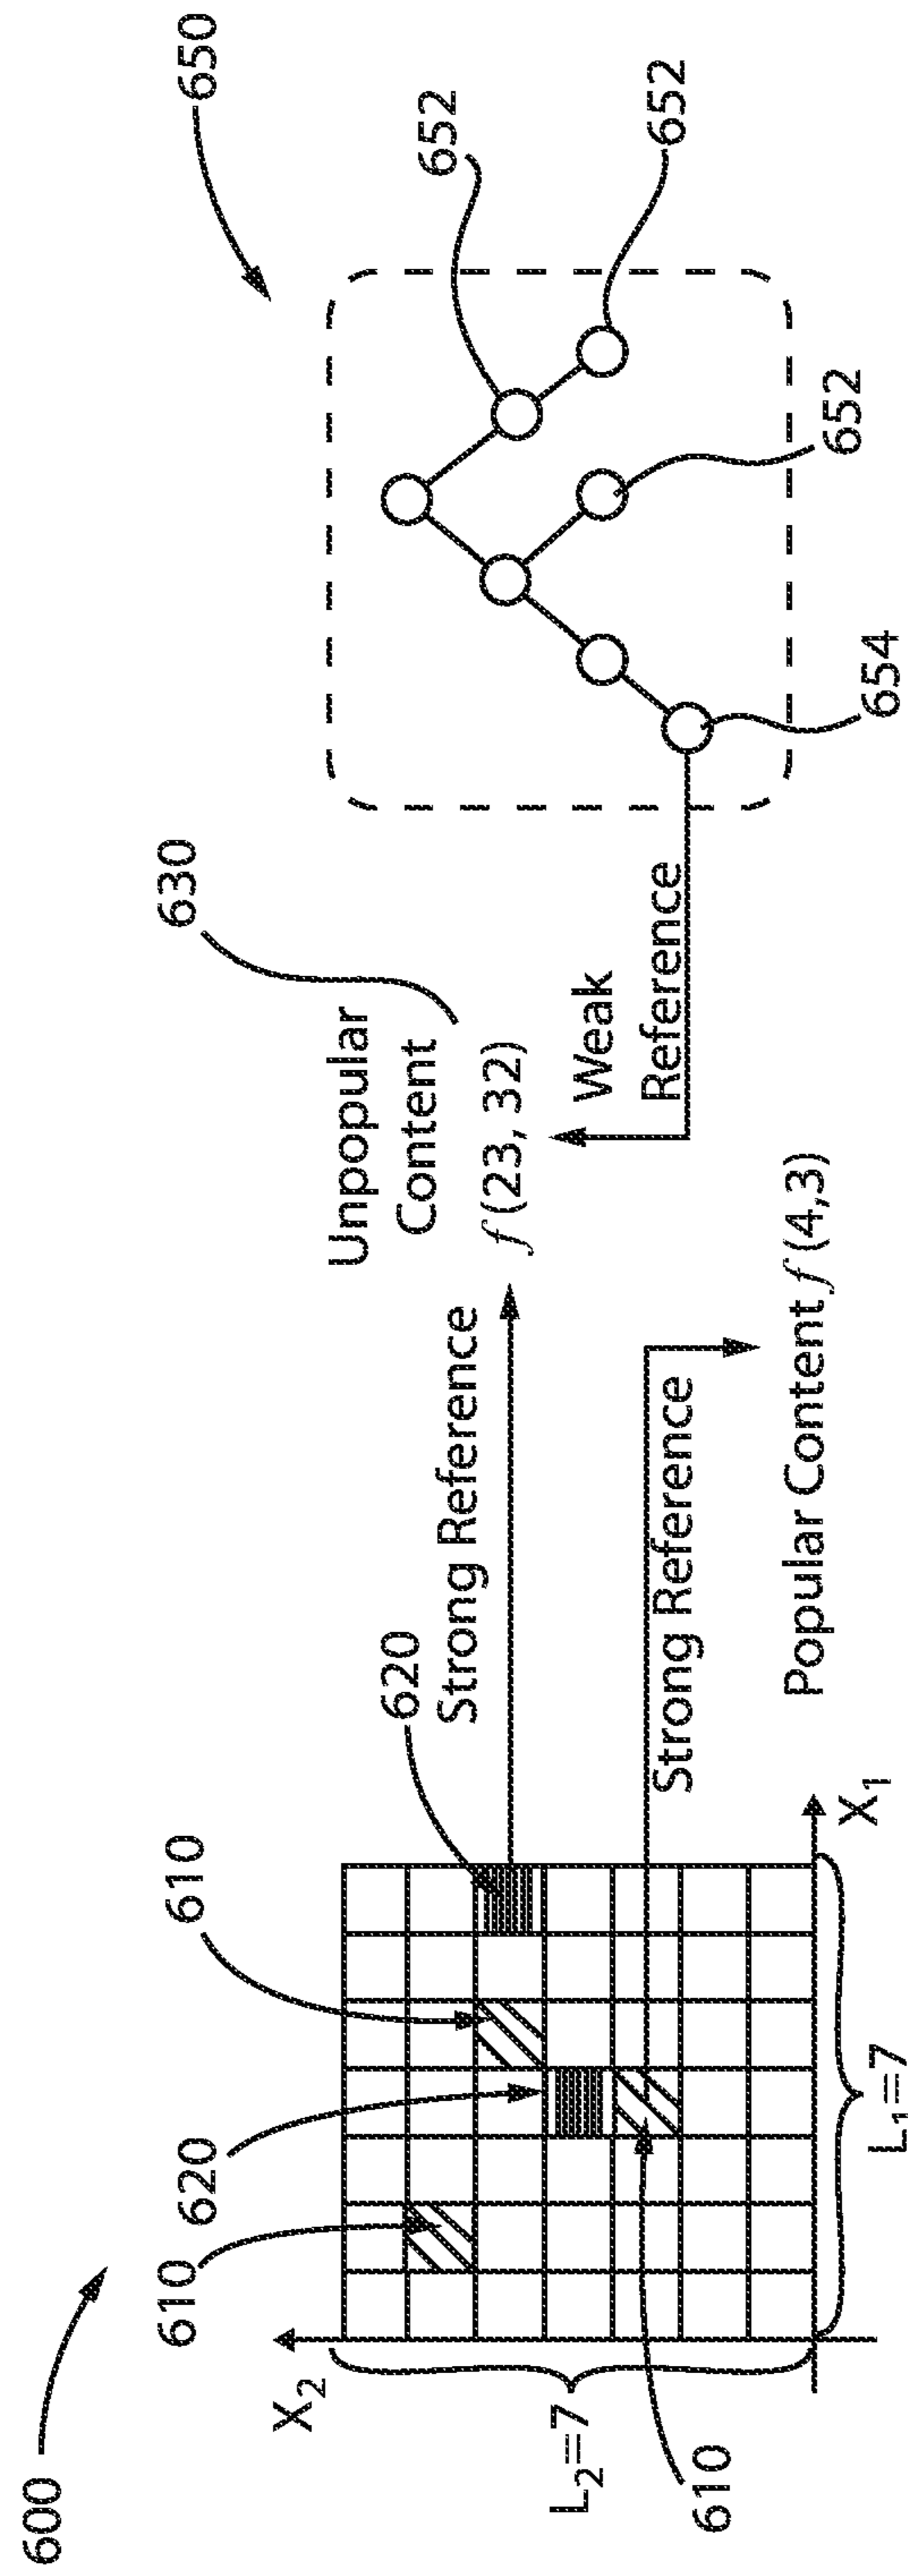 600
650
630
610
620
610
620
652
652
652
654
610
Unpopular
Content
f (23, 32)
Strong Reference
Weak
Reference
Strong Reference
Popular Content f (4,3)
X₂
L₂=7
X₁
L₁=7